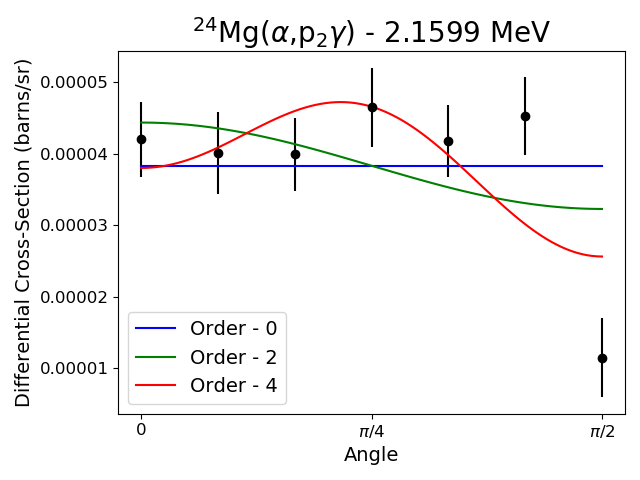 ²⁴Mg(α,p₂γ) - 2.1599 MeV
Differential Cross-Section (barns/sr)
0.00005
0.00004
0.00003
0.00002
0.00001
Order - 0
Order - 2
Order - 4
0
π/4
π/2
Angle